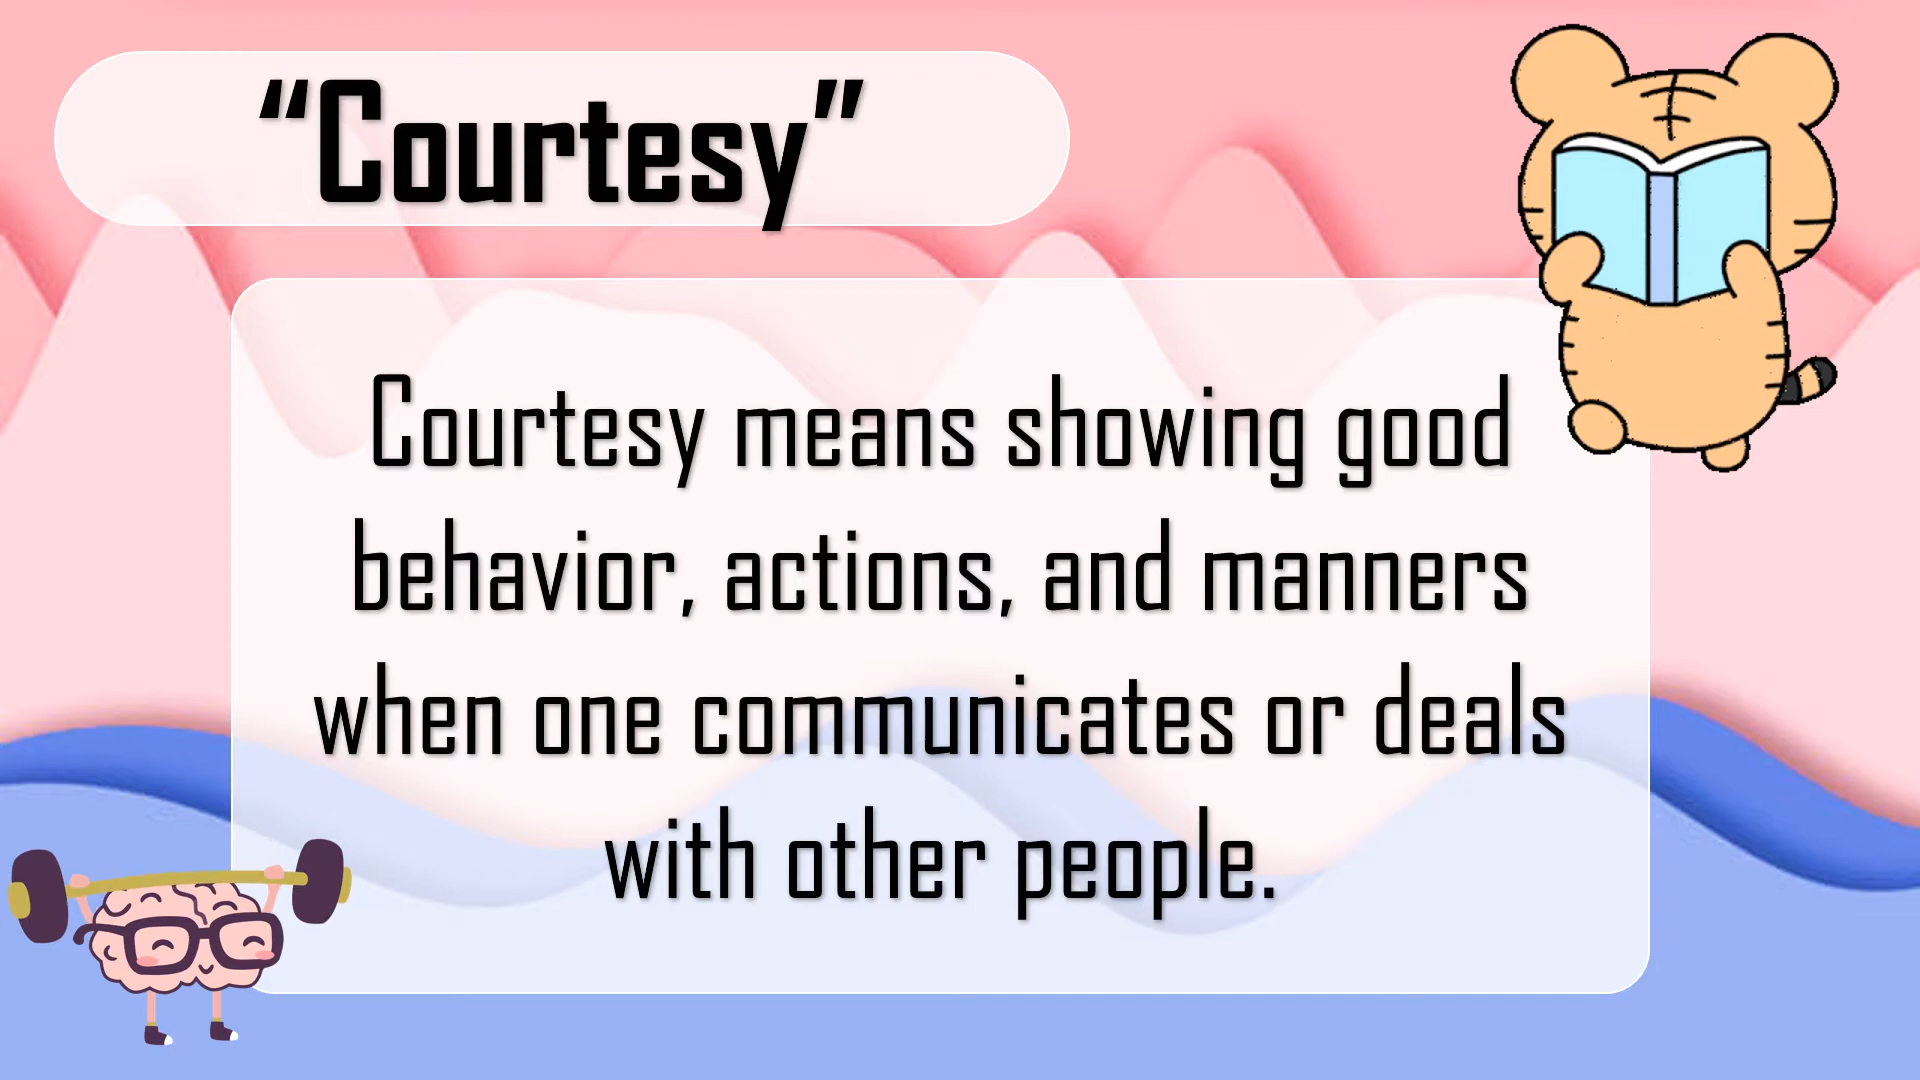 “Courtesy”
Courtesy means showing good
behavior, actions, and manners
when one communicates or deals
with other people.